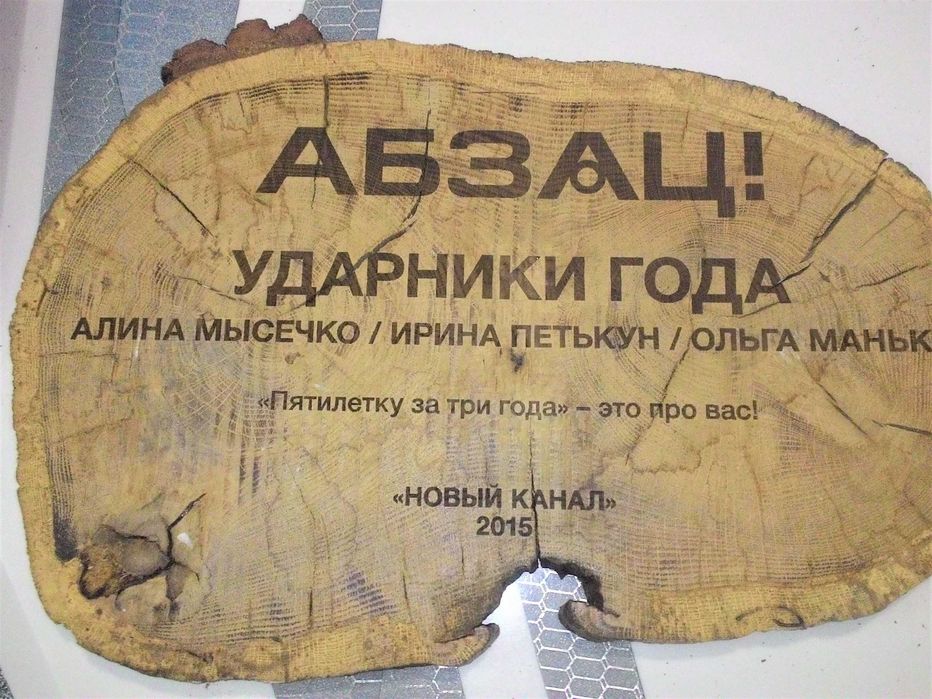 АБЗАЦ!
УДАРНИКИ ГОДА
АЛИНА МЫСЕЧКО / ИРИНА ПЕТЬКУН / ОЛЬГА МАНЬК
«Пятилетку за три года» – это про вас!
«НОВЫЙ КАНАЛ»
2015